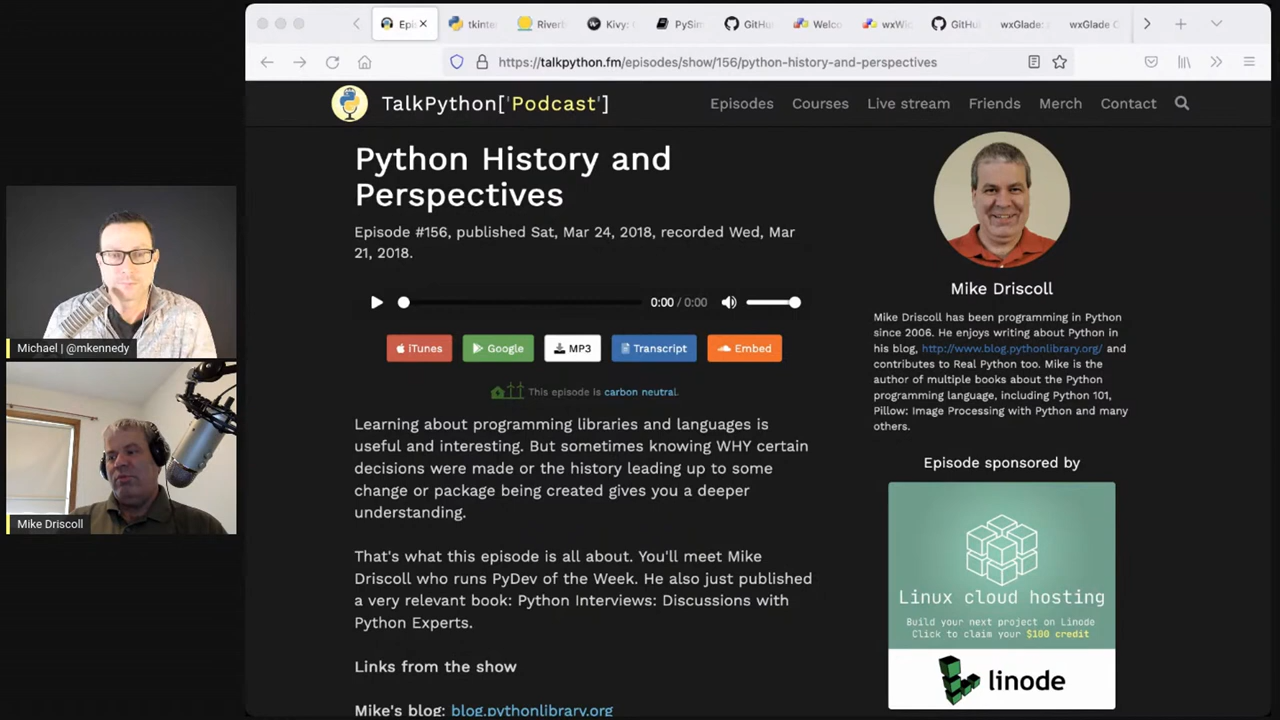 Epi
tkinter
Riverb
Kivy:
PySim
GitHub
Welco
wxWid
GitHub
wxGlade:
wxGlade
https://talkpython.fm/episodes/show/156/python-history-and-perspectives
TalkPython['Podcast']
Episodes
Courses
Live stream
Friends
Merch
Contact
Python History and
Perspectives
Episode #156, published Sat, Mar 24, 2018, recorded Wed, Mar
21, 2018.
0:00 / 0:00
iTunes
Google
MP3
Transcript
Embed
This episode is carbon neutral.
Learning about programming libraries and languages is
useful and interesting. But sometimes knowing WHY certain
decisions were made or the history leading up to some
change or package being created gives you a deeper
understanding.
That's what this episode is all about. You'll meet Mike
Driscoll who runs PyDev of the Week. He also just published
a very relevant book: Python Interviews: Discussions with
Python Experts.
Links from the show
Mike's blog: blog.pythonlibrary.org
Mike Driscoll
Mike Driscoll has been programming in Python
since 2006. He enjoys writing about Python in
his blog, http://www.blog.pythonlibrary.org/ and
contributes to Real Python too. Mike is the
author of multiple books about the Python
programming language, including Python 101,
Pillow: Image Processing with Python and many
others.
Episode sponsored by
Linux cloud hosting
Build your next project on Linode
Click to claim your $100 credit
linode
Michael | @mkennedy
Mike Driscoll